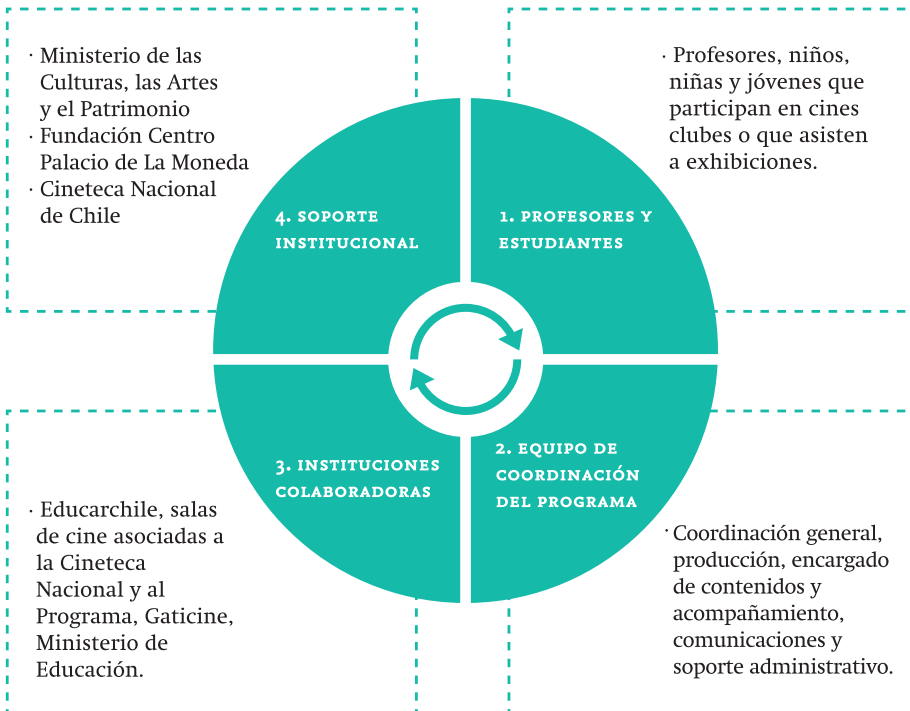 · Ministerio de las
Culturas, las Artes
y el Patrimonio
· Fundación Centro
Palacio de La Moneda
· Cineteca Nacional
de Chile
· Profesores, niños,
niñas y jóvenes que
participan en cines
clubes o que asisten
a exhibiciones.
4. SOPORTE
INSTITUCIONAL
1. PROFESORES Y
ESTUDIANTES
3. INSTITUCIONES
COLABORADORAS
2. EQUIPO DE
COORDINACIÓN
DEL PROGRAMA
· Educarchile, salas
de cine asociadas a
la Cineteca
Nacional y al
Programa, Gaticine,
Ministerio de
Educación.
· Coordinación general,
producción, encargado
de contenidos y
acompañamiento,
comunicaciones y
soporte administrativo.